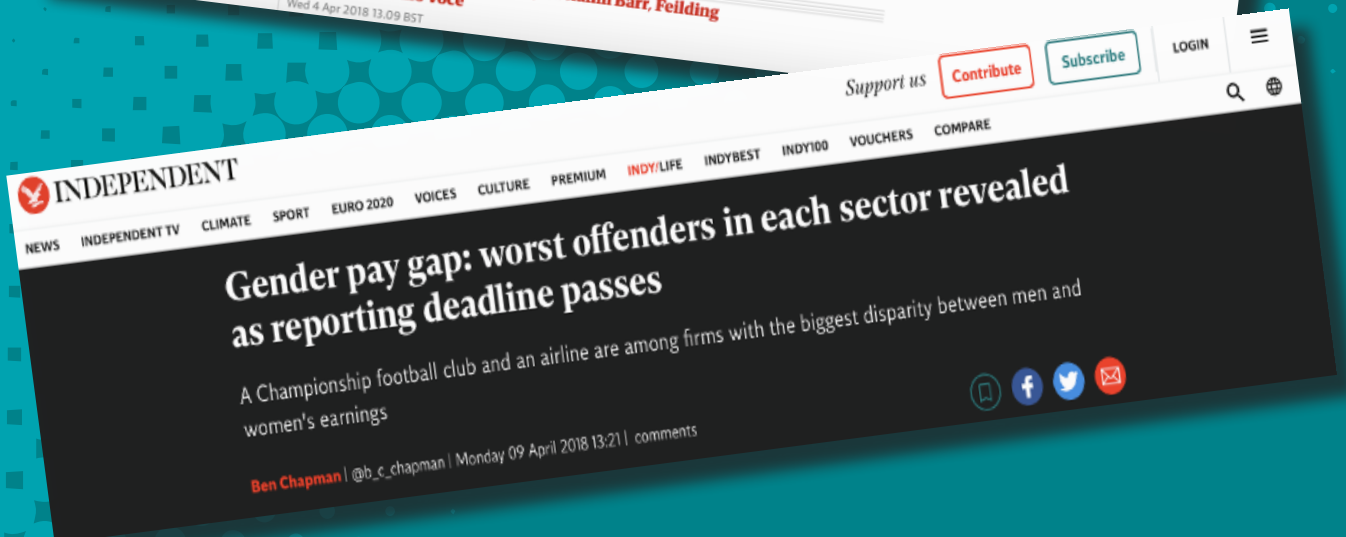 Barr, Feilding
Wed 4 Apr 2018 13.09 BST
Support us Contribute Subscribe LOGIN
INDEPENDENT
NEWS INDEPENDENT TV CLIMATE SPORT EURO 2020 VOICES CULTURE PREMIUM INDY/LIFE INDYBEST INDY100 VOUCHERS COMPARE
Gender pay gap: worst offenders in each sector revealed
as reporting deadline passes
A Championship football club and an airline are among firms with the biggest disparity between men and
women's earnings
Ben Chapman | @b_c_chapman | Monday 09 April 2018 13:21 | comments